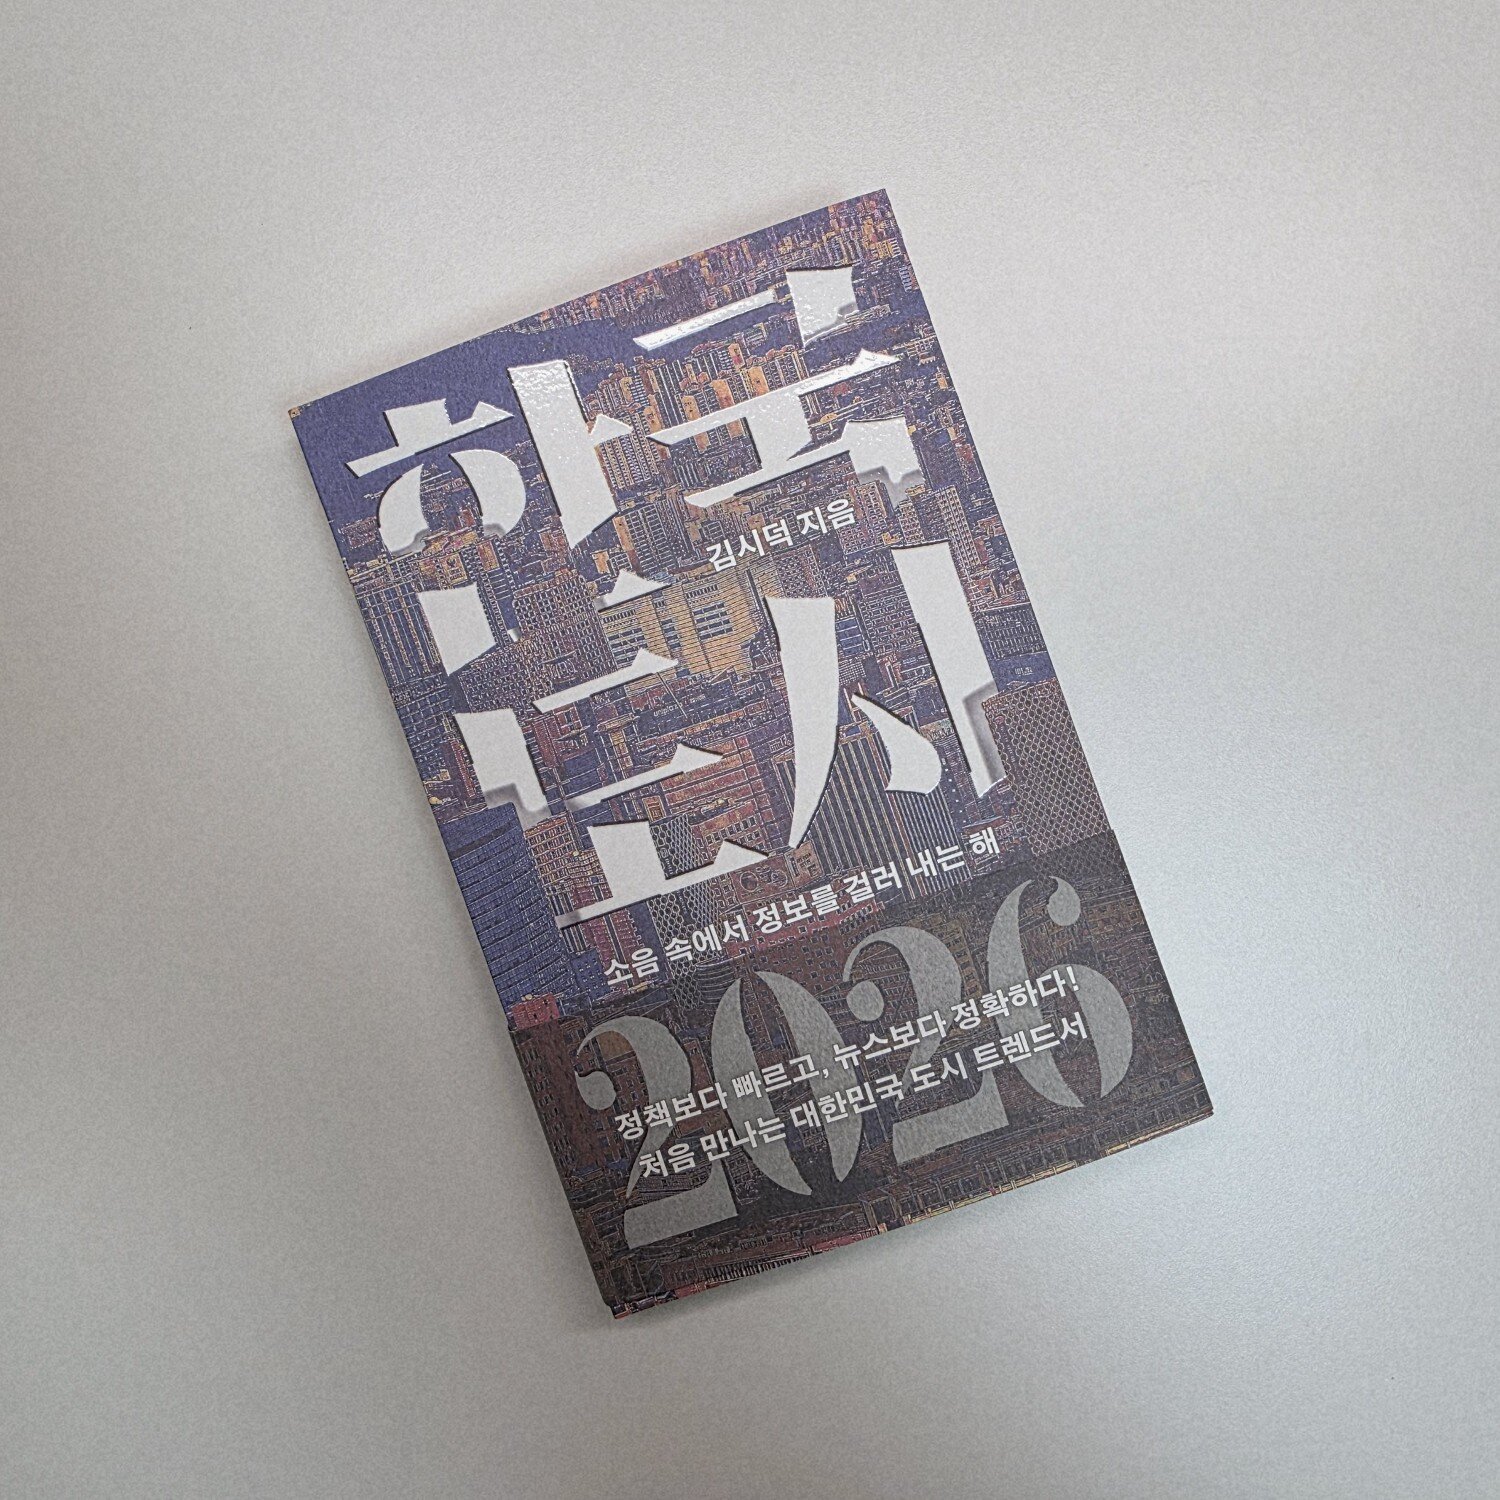 한국
김시덕 지음
도시
소음 속에서 정보를 걸러 내는 해
2026
정책보다 빠르고, 뉴스보다 정확하다!
처음 만나는 대한민국 도시 트렌드서